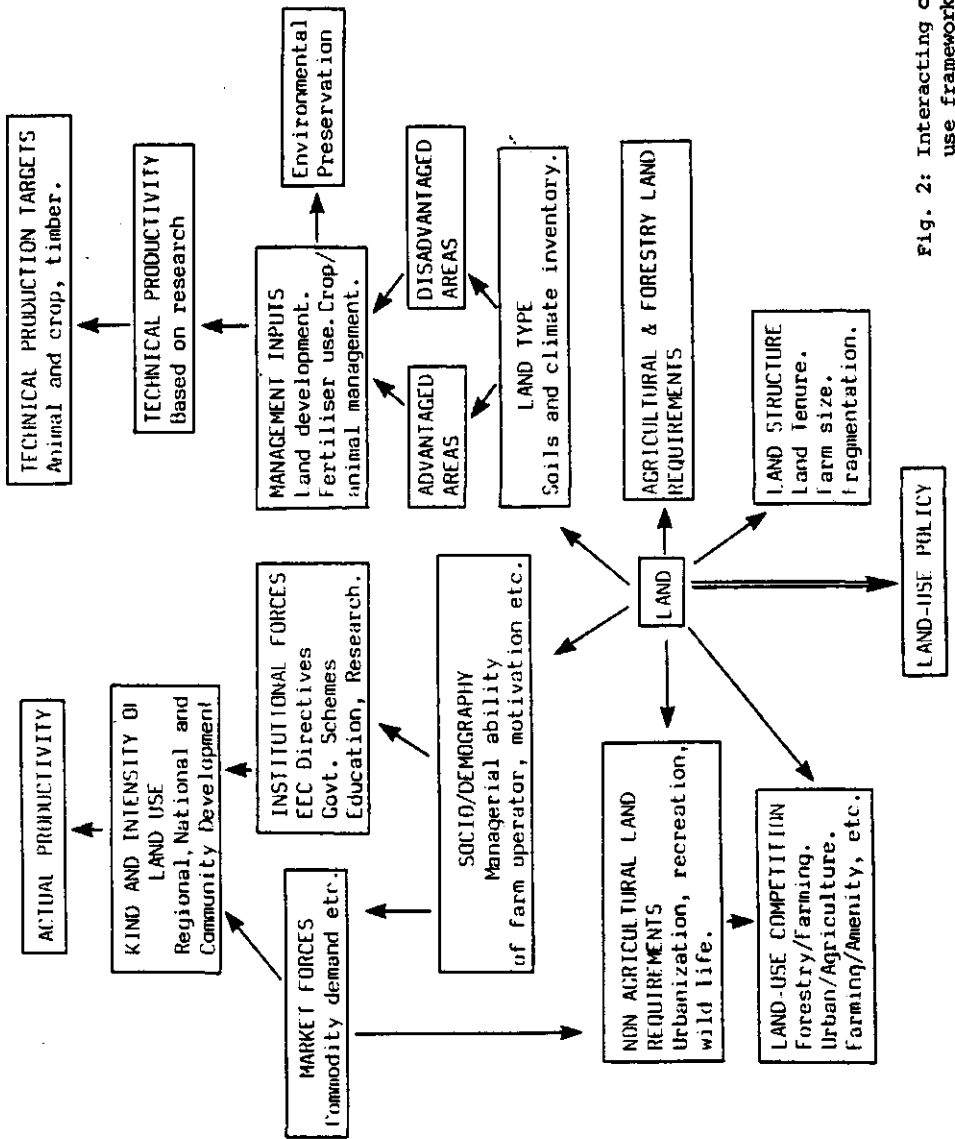 ACTUAL PRODUCTIVITY
KIND AND INTENSITY OF
LAND USE
Regional, National and
Community Development
MARKET FORCES
Commodity demand etc.
INSTITUTIONAL FORCES
EEC Directives
Govt. Schemes
Education, Research.
SOCIO/DEMOGRAPHY
Managerial ability
of farm operator, motivation etc.
NON AGRICULTURAL LAND
REQUIREMENTS
Urbanization, recreation,
wild life.
LAND-USE COMPETITION
Forestry/Farming.
Urban/Agriculture.
Farming/Amenity, etc.
TECHNICAL PRODUCTION TARGETS
Animal and crop, timber.
TECHNICAL PRODUCTIVITY
Based on research
MANAGEMENT INPUTS
Land development.
Fertiliser use. Crop/
animal management.
Environmental
Preservation
ADVANTAGED
AREAS
DISADVANTAGED
AREAS
LAND TYPE
Soils and climate inventory.
LAND
AGRICULTURAL & FORESTRY LAND
REQUIREMENTS
LAND STRUCTURE
Land Tenure.
Farm size.
Fragmentation.
LAND-USE POLICY
Fig. 2: Interacting
use framework